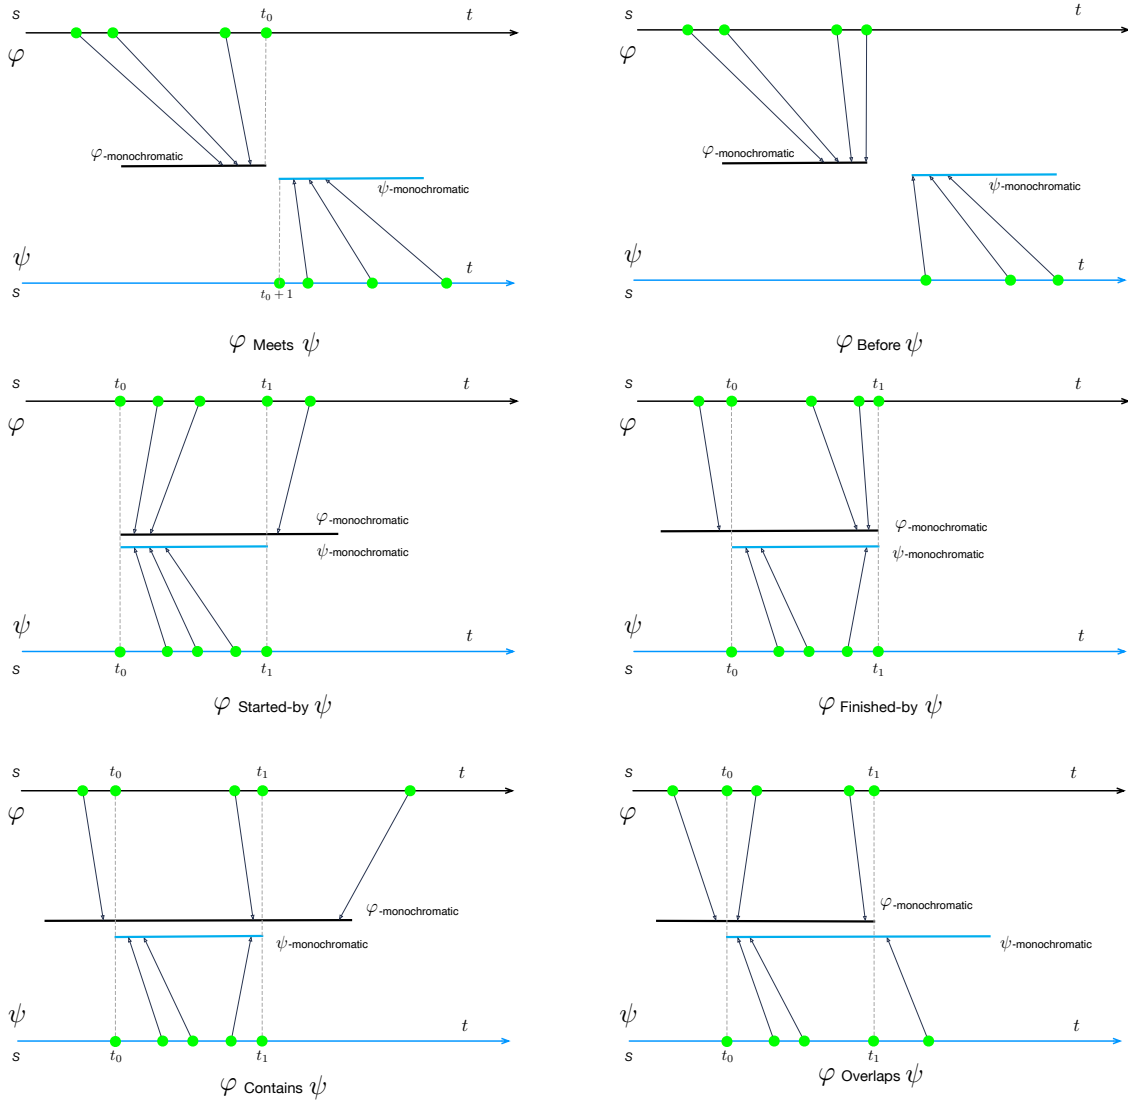 s t₀ t
φ
φ-monochromatic
ψ-monochromatic
ψ
s t₀ + 1 t
φ Meets ψ
s t
φ
φ-monochromatic
ψ-monochromatic
ψ
s t
φ Before ψ
s t₀ t₁ t
φ
φ-monochromatic
ψ-monochromatic
ψ t
s t₀ t₁
φ Started-by ψ
s t₀ t₁ t
φ
φ-monochromatic
ψ-monochromatic
ψ t
s t₀ t₁
φ Finished-by ψ
s t₀ t₁ t
φ
φ-monochromatic
ψ-monochromatic
ψ t
s t₀ t₁
φ Contains ψ
s t₀ t₁ t
φ
φ-monochromatic
ψ-monochromatic
ψ t
s t₀ t₁
φ Overlaps ψ